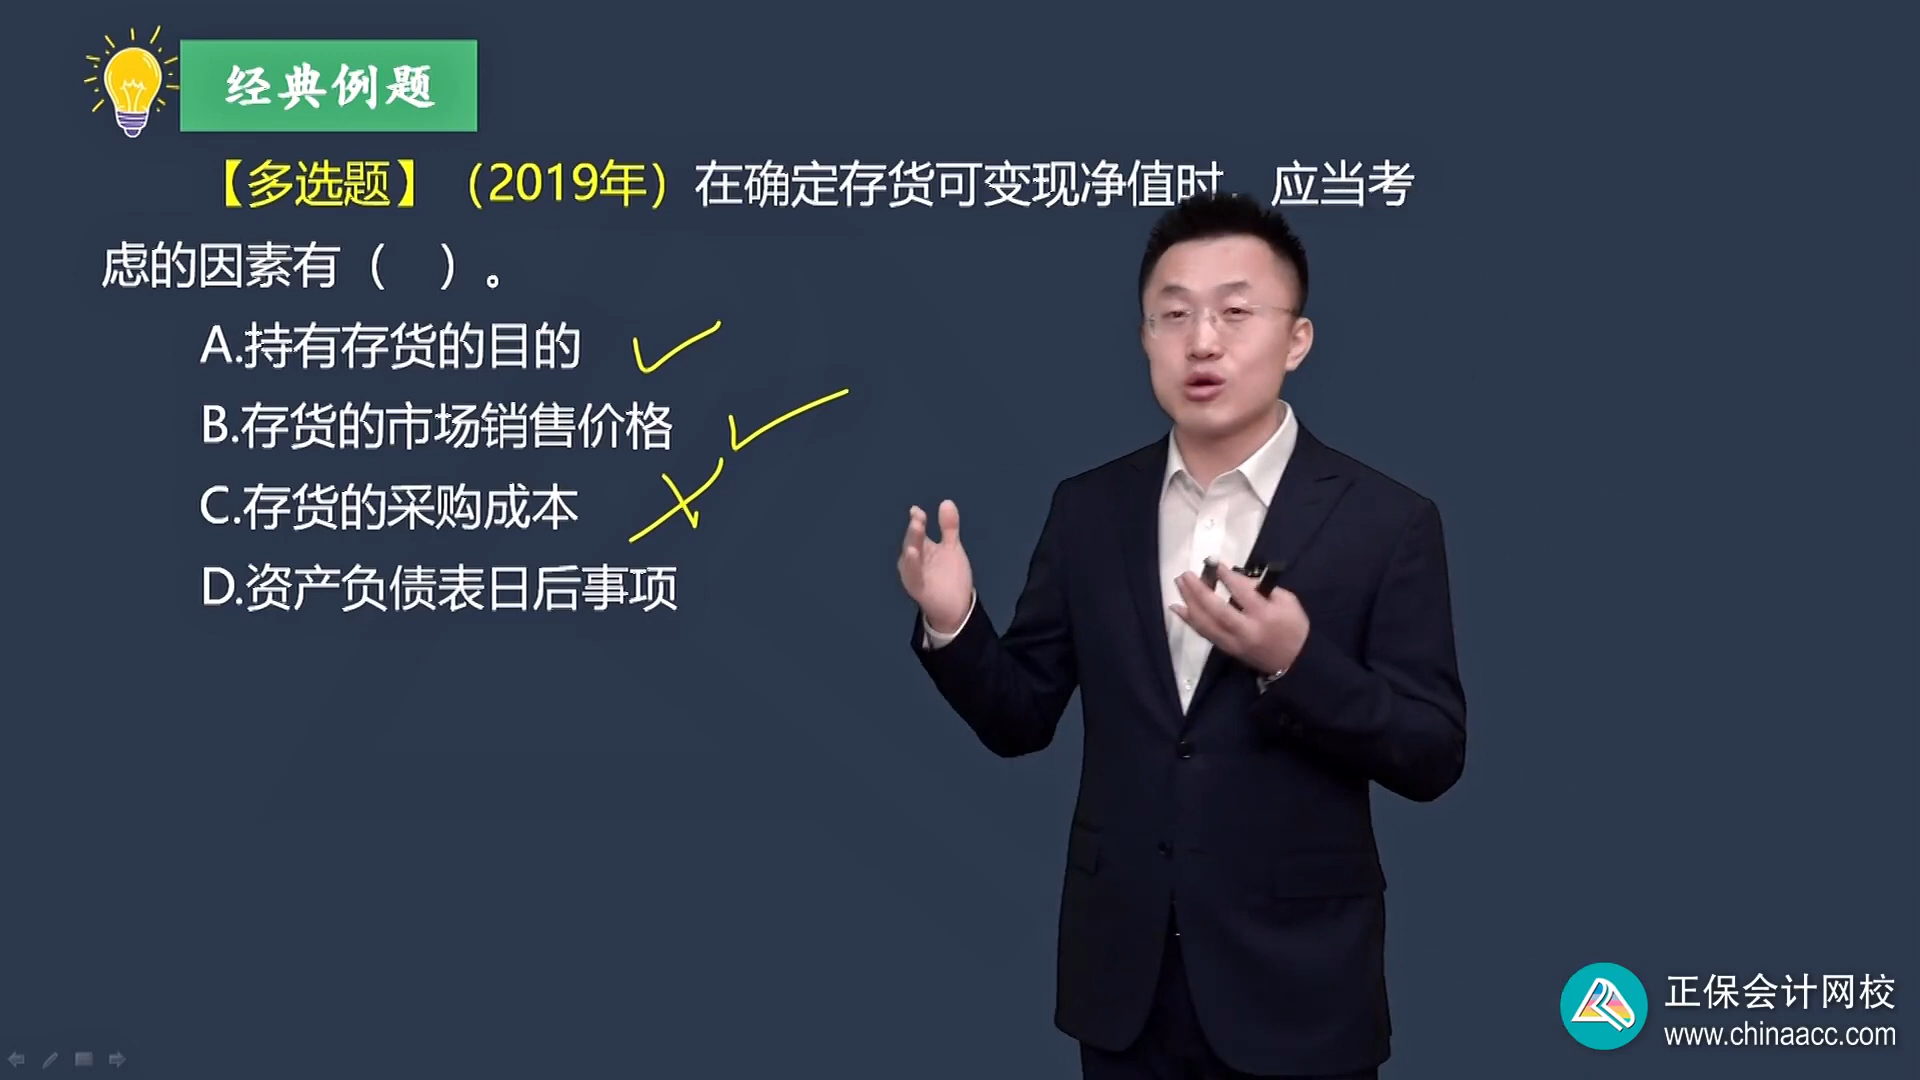 经典例题
【多选题】（2019年）在确定存货可变现净值时，应当考
虑的因素有（ ）。
A.持有存货的目的
B.存货的市场销售价格
C.存货的采购成本
D.资产负债表日后事项
正保会计网校
www.chinaacc.com